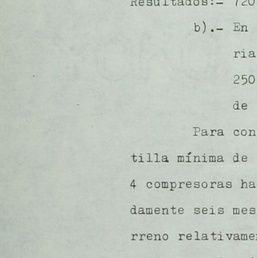 Resultados:- 720
b).- En
ria
250
de
Para con
tilla mínima de
4 compresoras ha
damente seis mes
rreno relativame